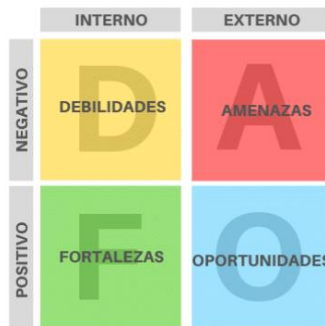 INTERNO
EXTERNO
NEGATIVO
D
DEBILIDADES
A
AMENAZAS
POSITIVO
F
FORTALEZAS
O
OPORTUNIDADES